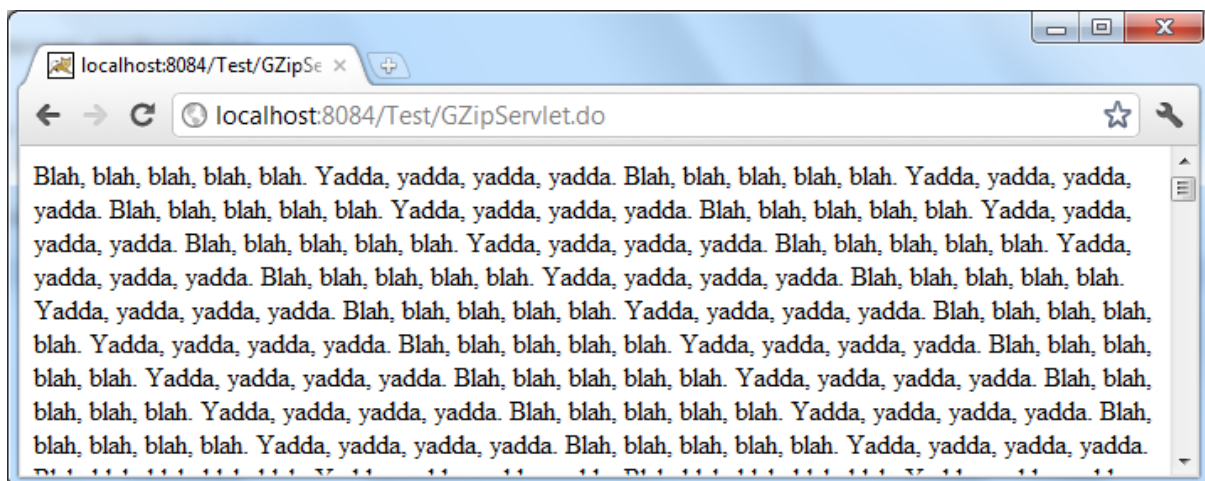 localhost:8084/Test/GZipSe
localhost:8084/Test/GZipServlet.do
Blah, blah, blah, blah, blah. Yadda, yadda, yadda, yadda. Blah, blah, blah, blah, blah. Yadda, yadda, yadda,
yadda. Blah, blah, blah, blah, blah. Yadda, yadda, yadda, yadda. Blah, blah, blah, blah, blah. Yadda, yadda,
yadda, yadda. Blah, blah, blah, blah, blah. Yadda, yadda, yadda, yadda. Blah, blah, blah, blah, blah. Yadda,
yadda, yadda, yadda. Blah, blah, blah, blah, blah. Yadda, yadda, yadda, yadda. Blah, blah, blah, blah, blah.
Yadda, yadda, yadda, yadda. Blah, blah, blah, blah, blah. Yadda, yadda, yadda, yadda. Blah, blah, blah, blah,
blah. Yadda, yadda, yadda, yadda. Blah, blah, blah, blah, blah. Yadda, yadda, yadda, yadda. Blah, blah, blah,
blah, blah. Yadda, yadda, yadda, yadda. Blah, blah, blah, blah, blah. Yadda, yadda, yadda, yadda. Blah, blah,
blah, blah, blah. Yadda, yadda, yadda, yadda. Blah, blah, blah, blah, blah. Yadda, yadda, yadda, yadda. Blah,
blah, blah, blah, blah. Yadda, yadda, yadda, yadda. Blah, blah, blah, blah, blah. Yadda, yadda, yadda, yadda.